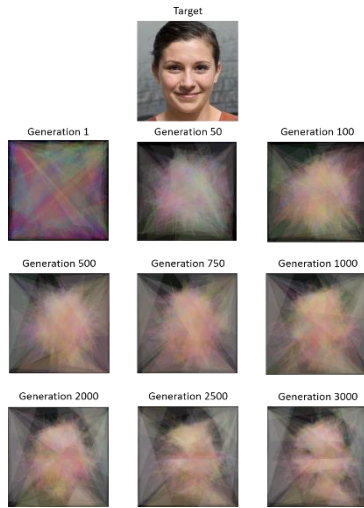 Target
Generation 1
Generation 50
Generation 100
Generation 500
Generation 750
Generation 1000
Generation 2000
Generation 2500
Generation 3000